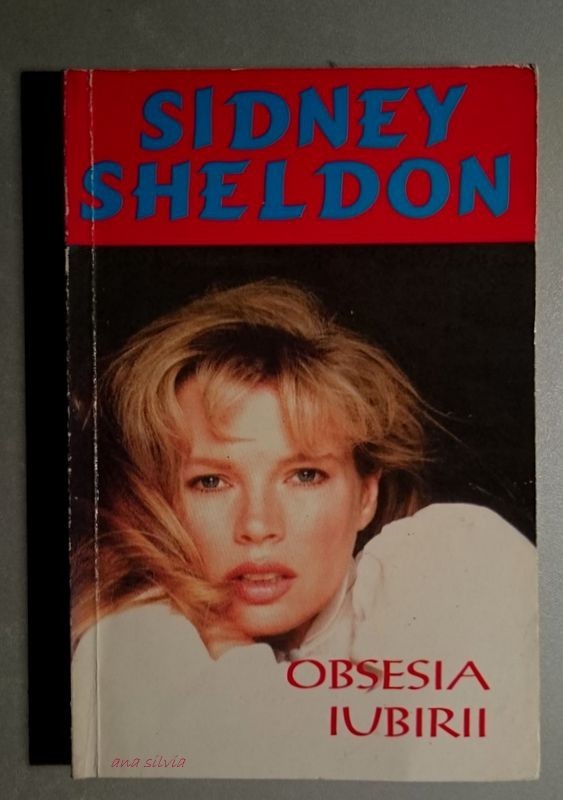 SIDNEY
SHELDON
OBSESIA
IUBIRII
ana silvia